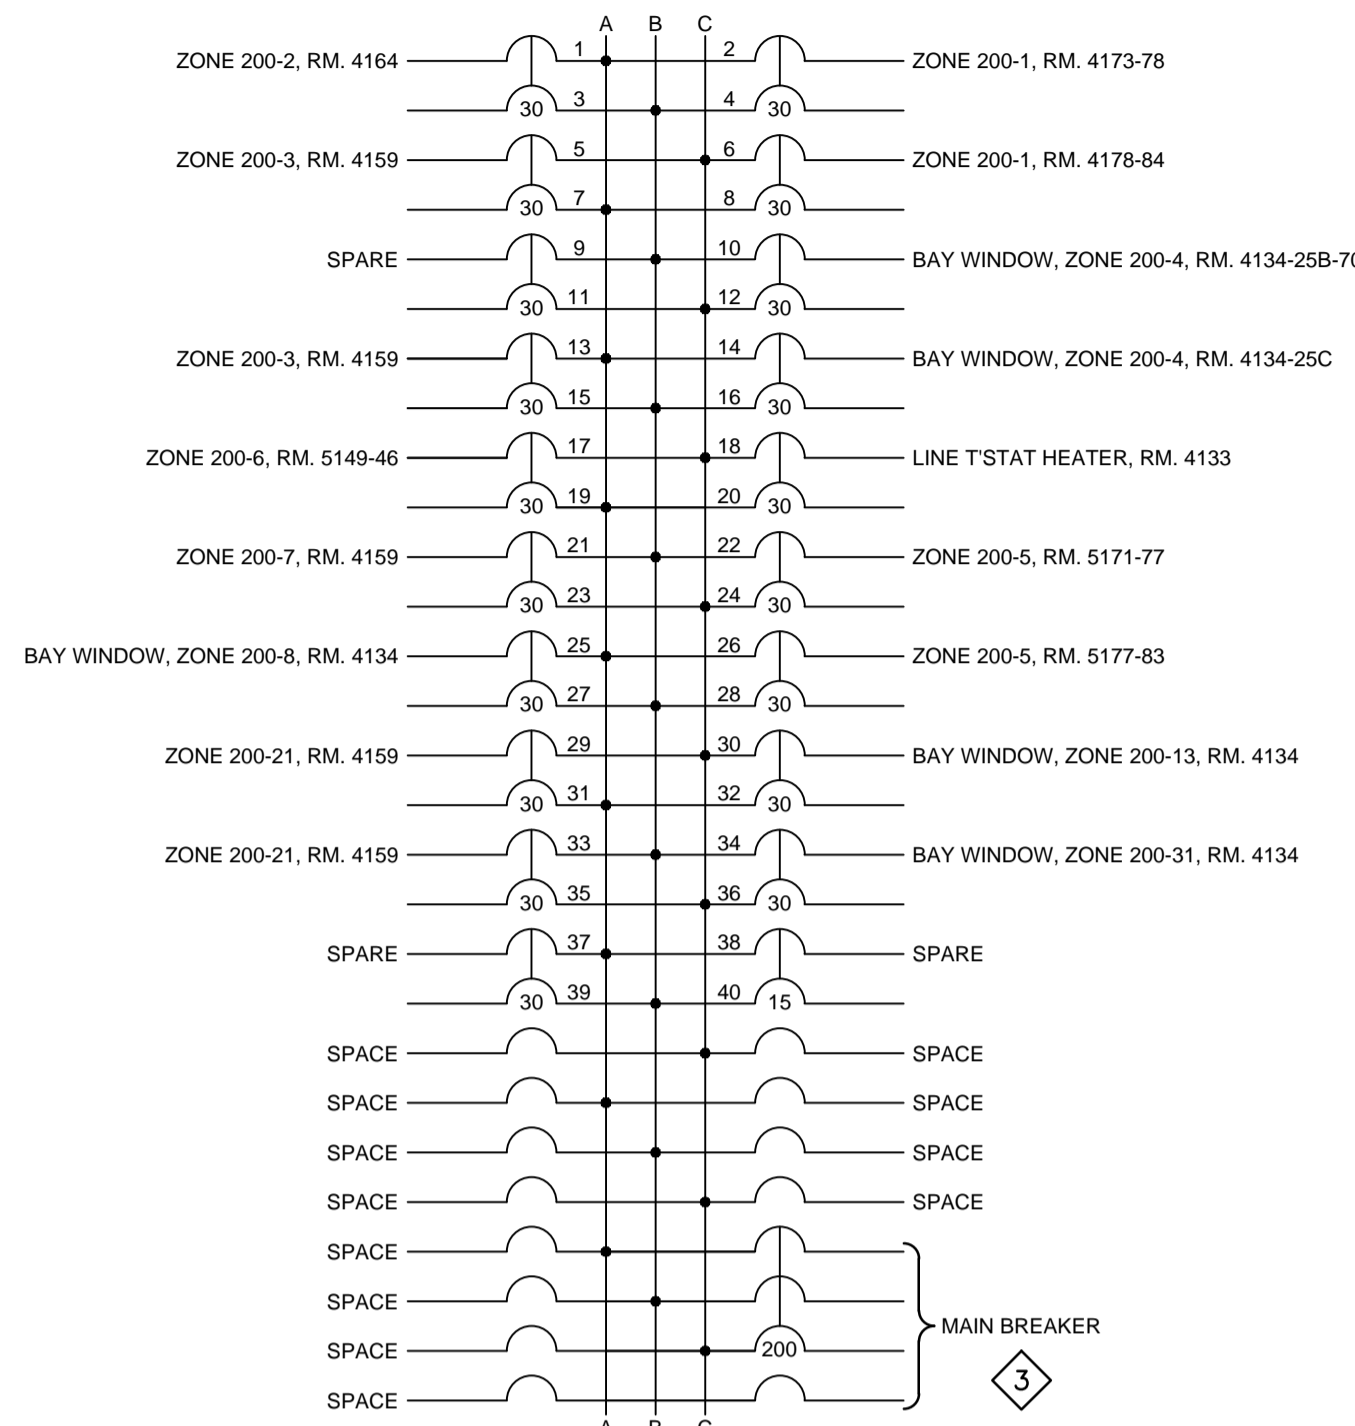 A B C
ZONE 200-2, RM. 4164 1 2 ZONE 200-1, RM. 4173-78
30 3 4 30
ZONE 200-3, RM. 4159 5 6 ZONE 200-1, RM. 4178-84
30 7 8 30
SPARE 9 10 BAY WINDOW, ZONE 200-4, RM. 4134-25B-70
30 11 12 30
ZONE 200-3, RM. 4159 13 14 BAY WINDOW, ZONE 200-4, RM. 4134-25C
30 15 16 30
ZONE 200-6, RM. 5149-46 17 18 LINE T'STAT HEATER, RM. 4133
30 19 20 30
ZONE 200-7, RM. 4159 21 22 ZONE 200-5, RM. 5171-77
30 23 24 30
BAY WINDOW, ZONE 200-8, RM. 4134 25 26 ZONE 200-5, RM. 5177-83
30 27 28 30
ZONE 200-21, RM. 4159 29 30 BAY WINDOW, ZONE 200-13, RM. 4134
30 31 32 30
ZONE 200-21, RM. 4159 33 34 BAY WINDOW, ZONE 200-31, RM. 4134
30 35 36 30
SPARE 37 38 SPARE
30 39 40 15
SPACE SPACE
SPACE SPACE
SPACE SPACE
SPACE SPACE
SPACE
SPACE
MAIN BREAKER
SPACE 200
3
SPACE
A B C